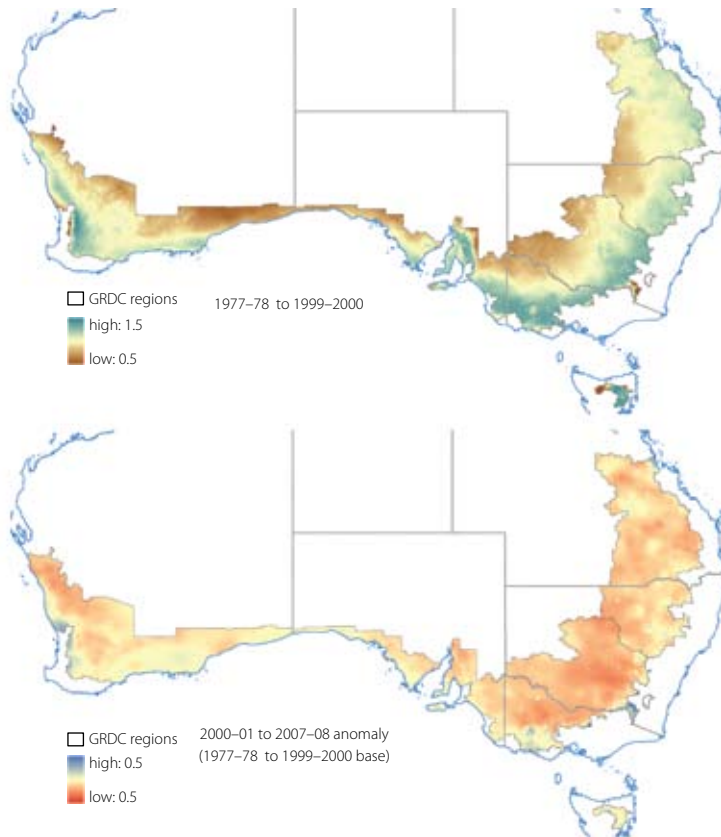 GRDC regions
1977–78 to 1999–2000
high: 1.5
low: 0.5
GRDC regions
2000–01 to 2007–08 anomaly
(1977–78 to 1999–2000 base)
high: 0.5
low: 0.5